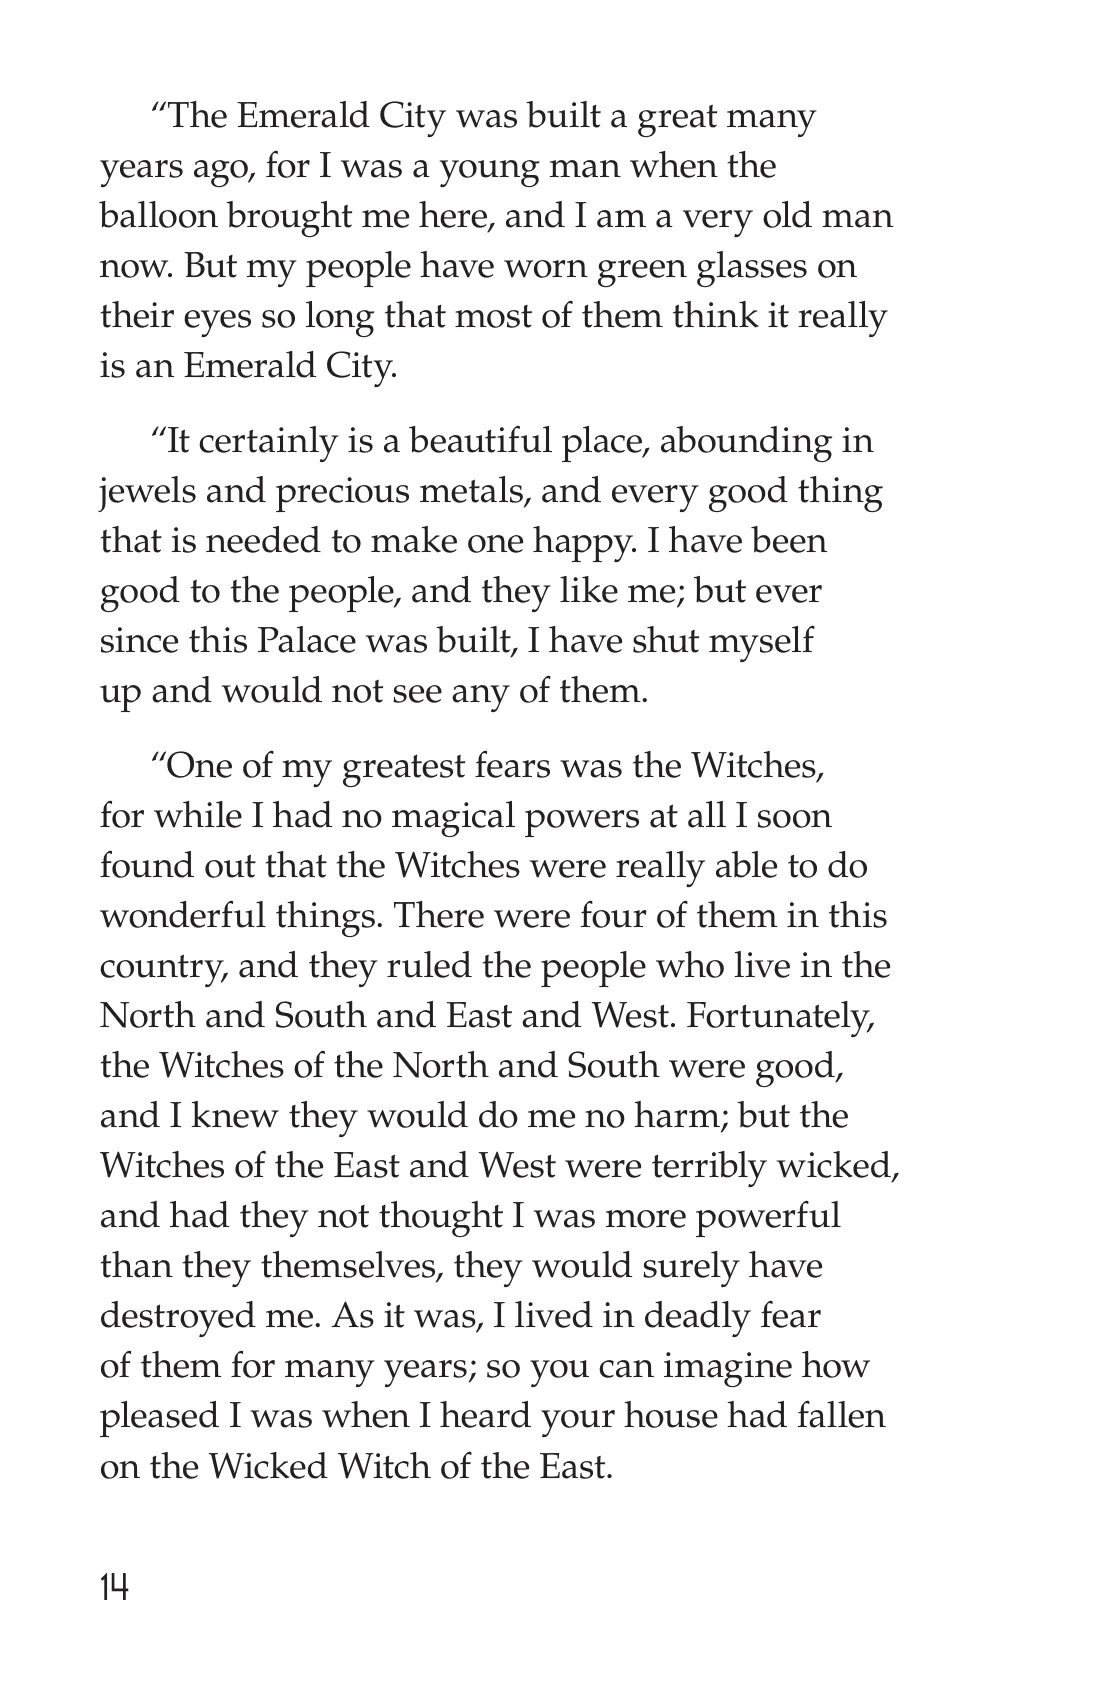 “The Emerald City was built a great many
years ago, for I was a young man when the
balloon brought me here, and I am a very old man
now. But my people have worn green glasses on
their eyes so long that most of them think it really
is an Emerald City.
“It certainly is a beautiful place, abounding in
jewels and precious metals, and every good thing
that is needed to make one happy. I have been
good to the people, and they like me; but ever
since this Palace was built, I have shut myself
up and would not see any of them.
“One of my greatest fears was the Witches,
for while I had no magical powers at all I soon
found out that the Witches were really able to do
wonderful things. There were four of them in this
country, and they ruled the people who live in the
North and South and East and West. Fortunately,
the Witches of the North and South were good,
and I knew they would do me no harm; but the
Witches of the East and West were terribly wicked,
and had they not thought I was more powerful
than they themselves, they would surely have
destroyed me. As it was, I lived in deadly fear
of them for many years; so you can imagine how
pleased I was when I heard your house had fallen
on the Wicked Witch of the East.
14